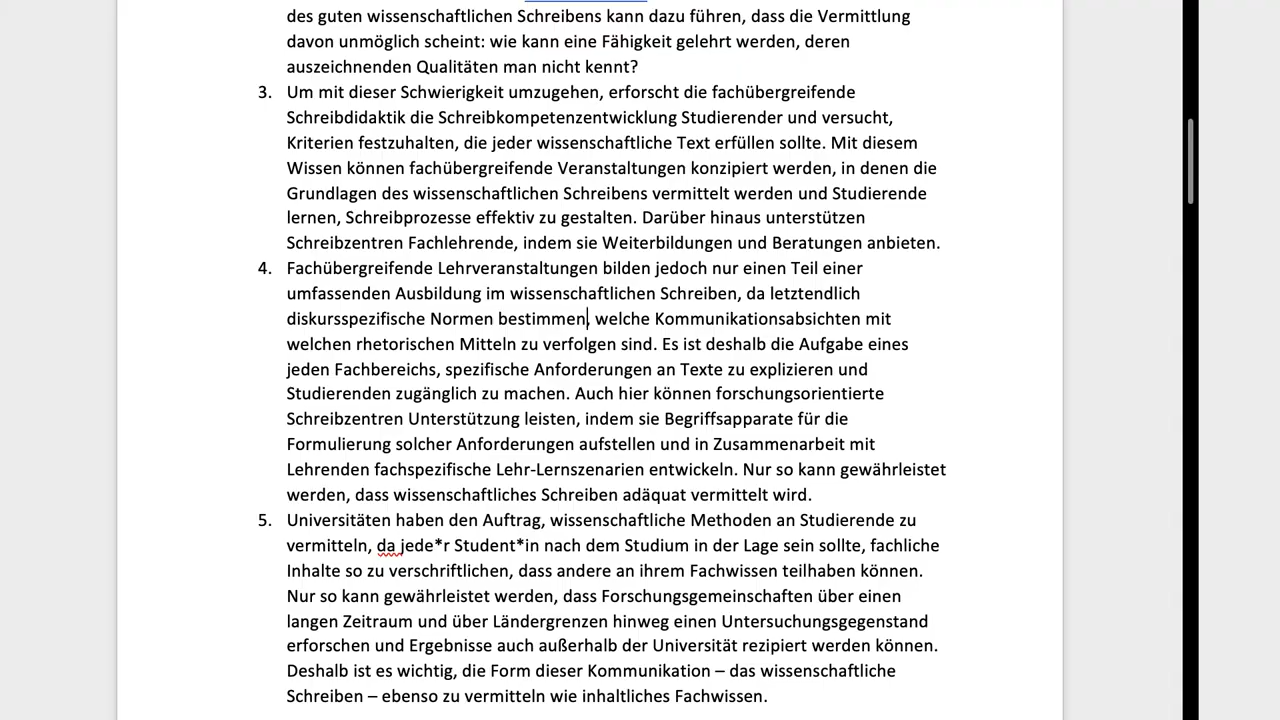 des guten wissenschaftlichen Schreibens kann dazu führen, dass die Vermittlung
davon unmöglich scheint: wie kann eine Fähigkeit gelehrt werden, deren
auszeichnenden Qualitäten man nicht kennt?
3. Um mit dieser Schwierigkeit umzugehen, erforscht die fachübergreifende
Schreibdidaktik die Schreibkompetenzentwicklung Studierender und versucht,
Kriterien festzuhalten, die jeder wissenschaftliche Text erfüllen sollte. Mit diesem
Wissen können fachübergreifende Veranstaltungen konzipiert werden, in denen die
Grundlagen des wissenschaftlichen Schreibens vermittelt werden und Studierende
lernen, Schreibprozesse effektiv zu gestalten. Darüber hinaus unterstützen
Schreibzentren Fachlehrende, indem sie Weiterbildungen und Beratungen anbieten.
4. Fachübergreifende Lehrveranstaltungen bilden jedoch nur einen Teil einer
umfassenden Ausbildung im wissenschaftlichen Schreiben, da letztendlich
diskursspezifische Normen bestimmen, welche Kommunikationsabsichten mit
welchen rhetorischen Mitteln zu verfolgen sind. Es ist deshalb die Aufgabe eines
jeden Fachbereichs, spezifische Anforderungen an Texte zu explizieren und
Studierenden zugänglich zu machen. Auch hier können forschungsorientierte
Schreibzentren Unterstützung leisten, indem sie Begriffsapparate für die
Formulierung solcher Anforderungen aufstellen und in Zusammenarbeit mit
Lehrenden fachspezifische Lehr-Lernszenarien entwickeln. Nur so kann gewährleistet
werden, dass wissenschaftliches Schreiben adäquat vermittelt wird.
5. Universitäten haben den Auftrag, wissenschaftliche Methoden an Studierende zu
vermitteln, da jede*r Student*in nach dem Studium in der Lage sein sollte, fachliche
Inhalte so zu verschriftlichen, dass andere an ihrem Fachwissen teilhaben können.
Nur so kann gewährleistet werden, dass Forschungsgemeinschaften über einen
langen Zeitraum und über Ländergrenzen hinweg einen Untersuchungsgegenstand
erforschen und Ergebnisse auch außerhalb der Universität rezipiert werden können.
Deshalb ist es wichtig, die Form dieser Kommunikation – das wissenschaftliche
Schreiben – ebenso zu vermitteln wie inhaltliches Fachwissen.